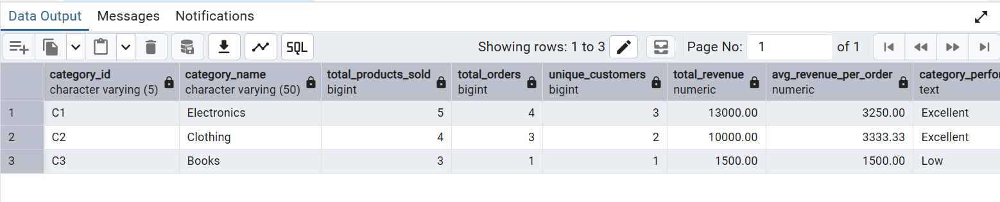 Data Output Messages Notifications
SQL Showing rows: 1 to 3 Page No: 1 of 1
category_id category_name total_products_sold total_orders unique_customers total_revenue avg_revenue_per_order category_perfor
character varying (5) character varying (50) bigint bigint bigint numeric numeric text
1 C1 Electronics 5 4 3 13000.00 3250.00 Excellent
2 C2 Clothing 4 3 2 10000.00 3333.33 Excellent
3 C3 Books 3 1 1 1500.00 1500.00 Low